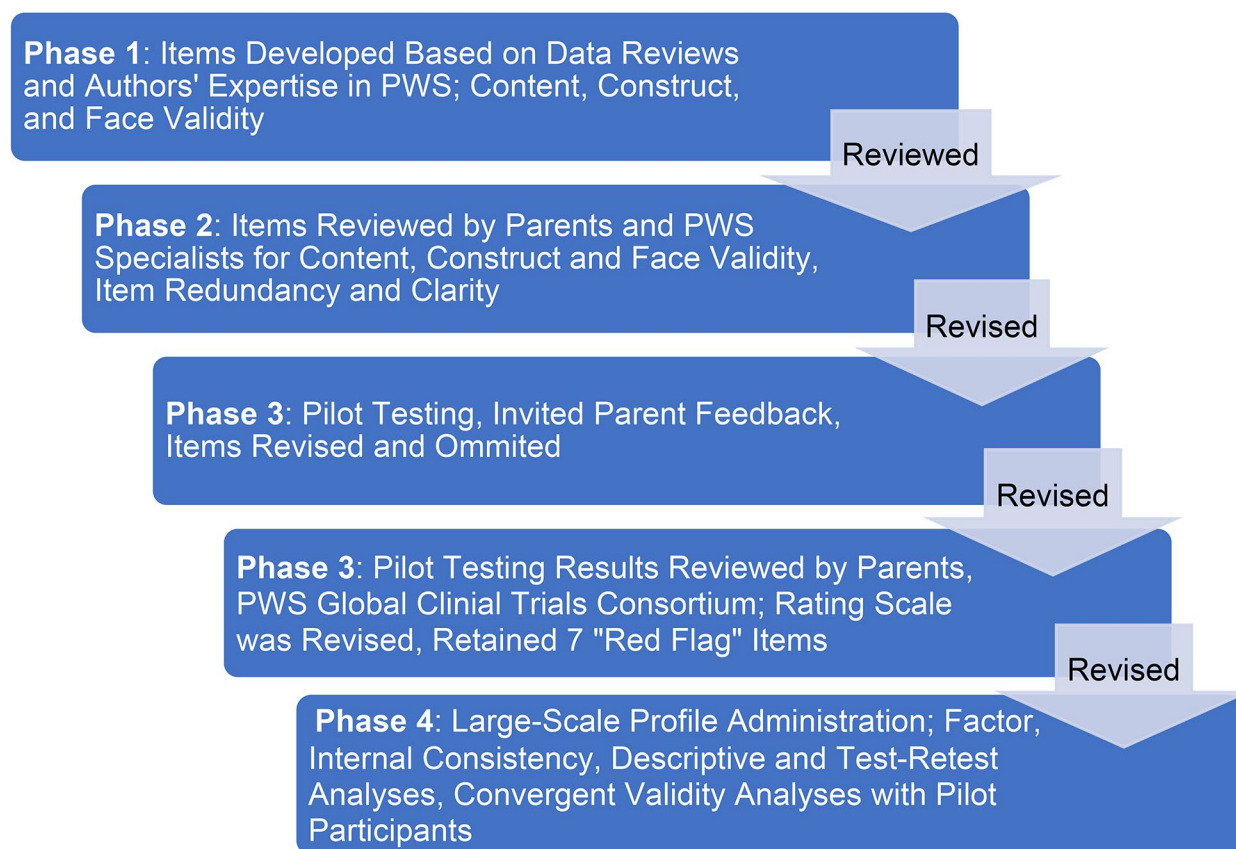 Phase 1: Items Developed Based on Data Reviews
and Authors' Expertise in PWS; Content, Construct,
and Face Validity
Reviewed
Phase 2: Items Reviewed by Parents and PWS
Specialists for Content, Construct and Face Validity,
Item Redundancy and Clarity
Revised
Phase 3: Pilot Testing, Invited Parent Feedback,
Items Revised and Ommited
Revised
Phase 3: Pilot Testing Results Reviewed by Parents,
PWS Global Clinial Trials Consortium; Rating Scale
was Revised, Retained 7 "Red Flag" Items
Revised
Phase 4: Large-Scale Profile Administration; Factor,
Internal Consistency, Descriptive and Test-Retest
Analyses, Convergent Validity Analyses with Pilot
Participants